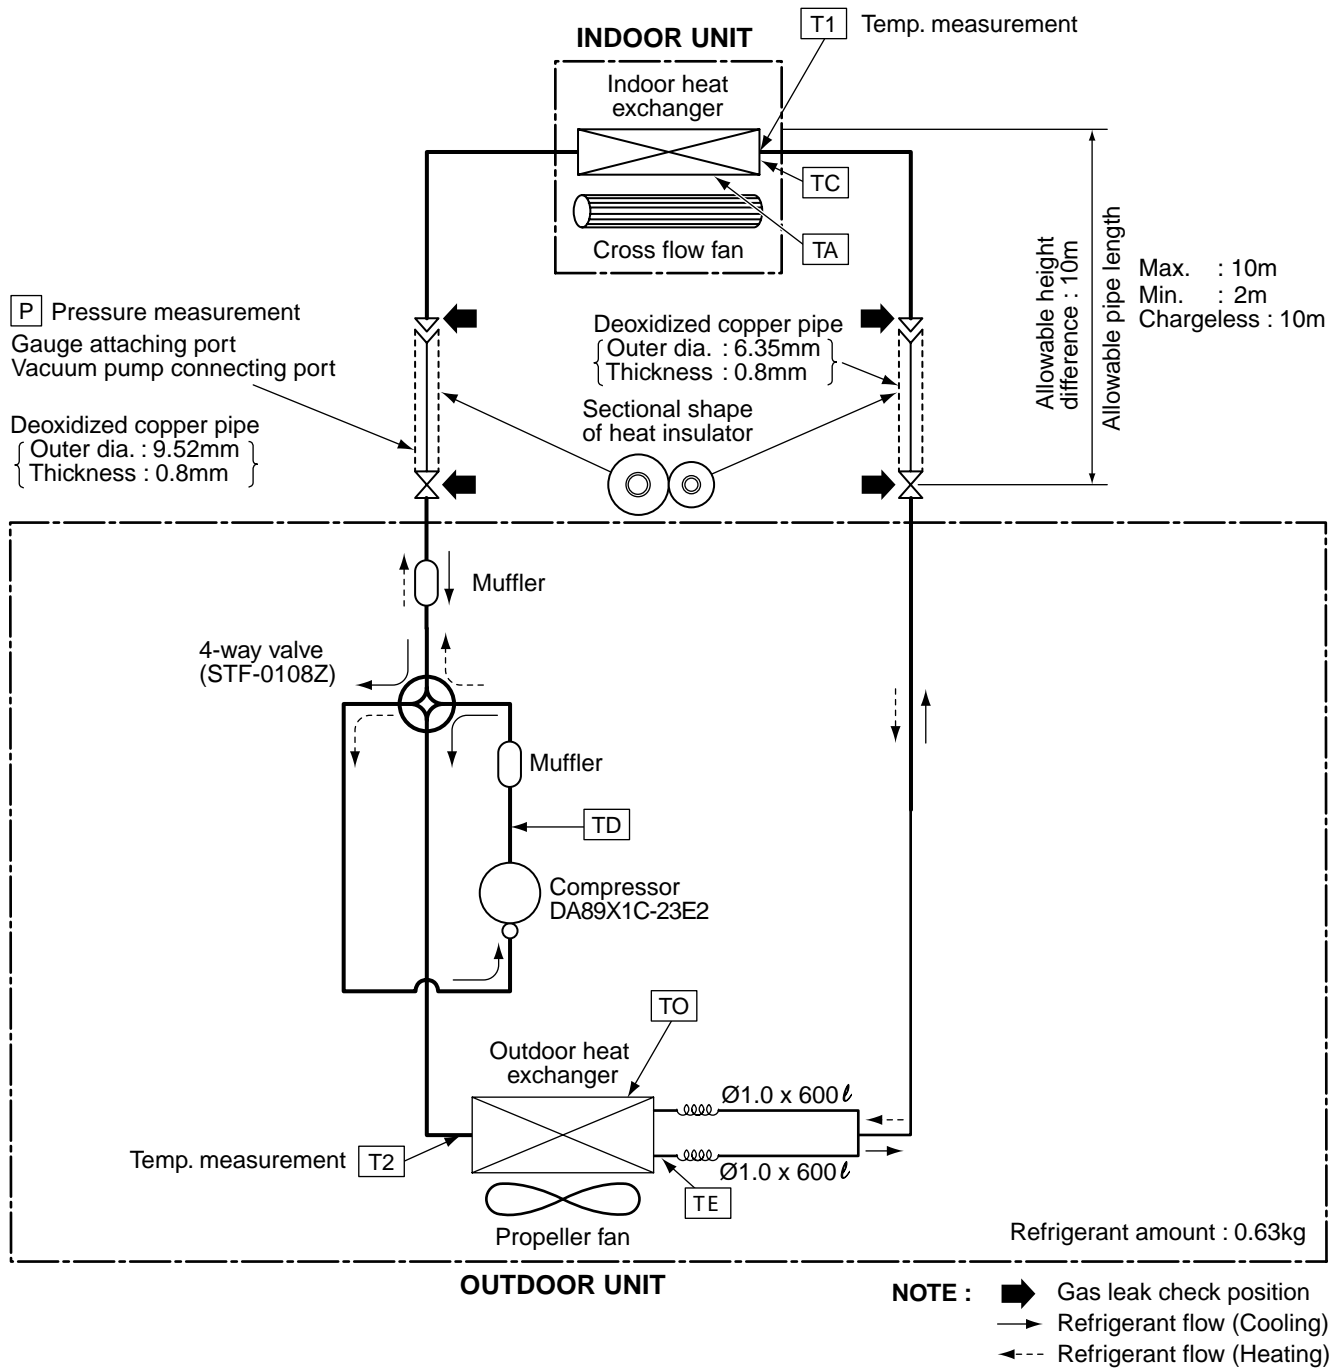 T1 Temp. measurement
INDOOR UNIT
Indoor heat
exchanger
TC
Cross flow fan
TA
Allowable height
difference : 10m
Allowable pipe length
Max. : 10m
Min. : 2m
Chargeless : 10m
P Pressure measurement
Gauge attaching port
Vacuum pump connecting port
Deoxidized copper pipe
Outer dia. : 9.52mm
Thickness : 0.8mm
Deoxidized copper pipe
Outer dia. : 6.35mm
Thickness : 0.8mm
Sectional shape
of heat insulator
Muffler
4-way valve
(STF-0108Z)
Muffler
TD
Compressor
DA89X1C-23E2
TO
Outdoor heat
exchanger
Ø1.0 x 600ℓ
Temp. measurement T2
Ø1.0 x 600ℓ
TE
Propeller fan
Refrigerant amount : 0.63kg
OUTDOOR UNIT
NOTE : Gas leak check position
Refrigerant flow (Cooling)
Refrigerant flow (Heating)